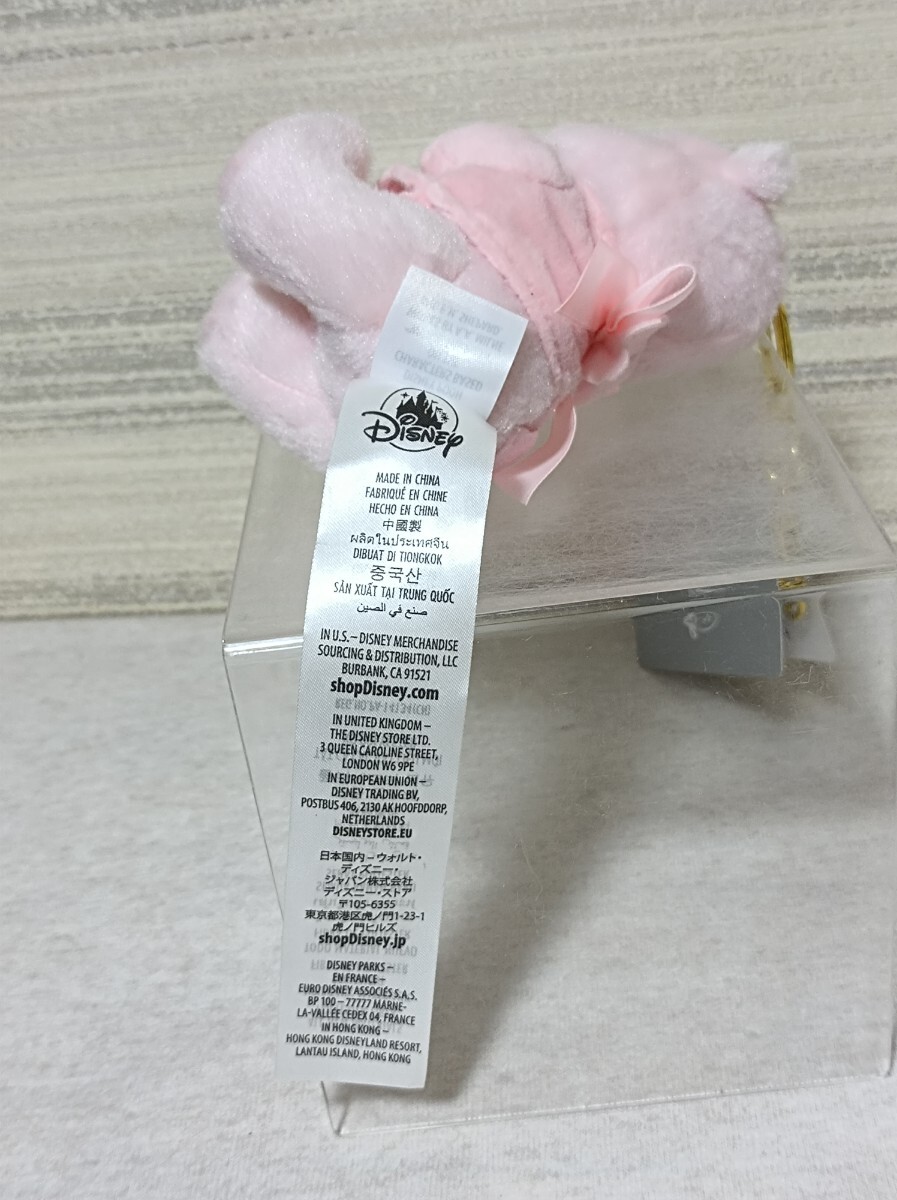 CHARACTERS BASED
DISNEY
MADE IN CHINA
FABRIQUÉ EN CHINE
HECHO EN CHINA
中國製
ผลิตในประเทศจีน
DIBUAT DI TIONGKOK
중국산
SẢN XUẤT TẠI TRUNG QUỐC
صنع في الصين
IN U.S. – DISNEY MERCHANDISE
SOURCING & DISTRIBUTION, LLC
BURBANK, CA 91521
shopDisney.com
REG. NO. PA-14134(CN)
IN UNITED KINGDOM –
THE DISNEY STORE LTD.
3 QUEEN CAROLINE STREET,
LONDON W6 9PE
IN EUROPEAN UNION –
DISNEY TRADING BV,
POSTBUS 406, 2130 AK HOOFDDORP,
NETHERLANDS
DISNEYSTORE.EU
日本国内 – ウォルト・
ディズニー・
ジャパン株式会社
ディズニー・ストア
〒105-6355
東京都港区虎ノ門1-23-1
虎ノ門ヒルズ
shopDisney.jp
DISNEY PARKS –
EN FRANCE –
EURO DISNEY ASSOCIÉS S.A.S.
BP 100 – 77777 MARNE-
LA-VALLÉE CEDEX 04, FRANCE
IN HONG KONG –
HONG KONG DISNEYLAND RESORT,
LANTAU ISLAND, HONG KONG